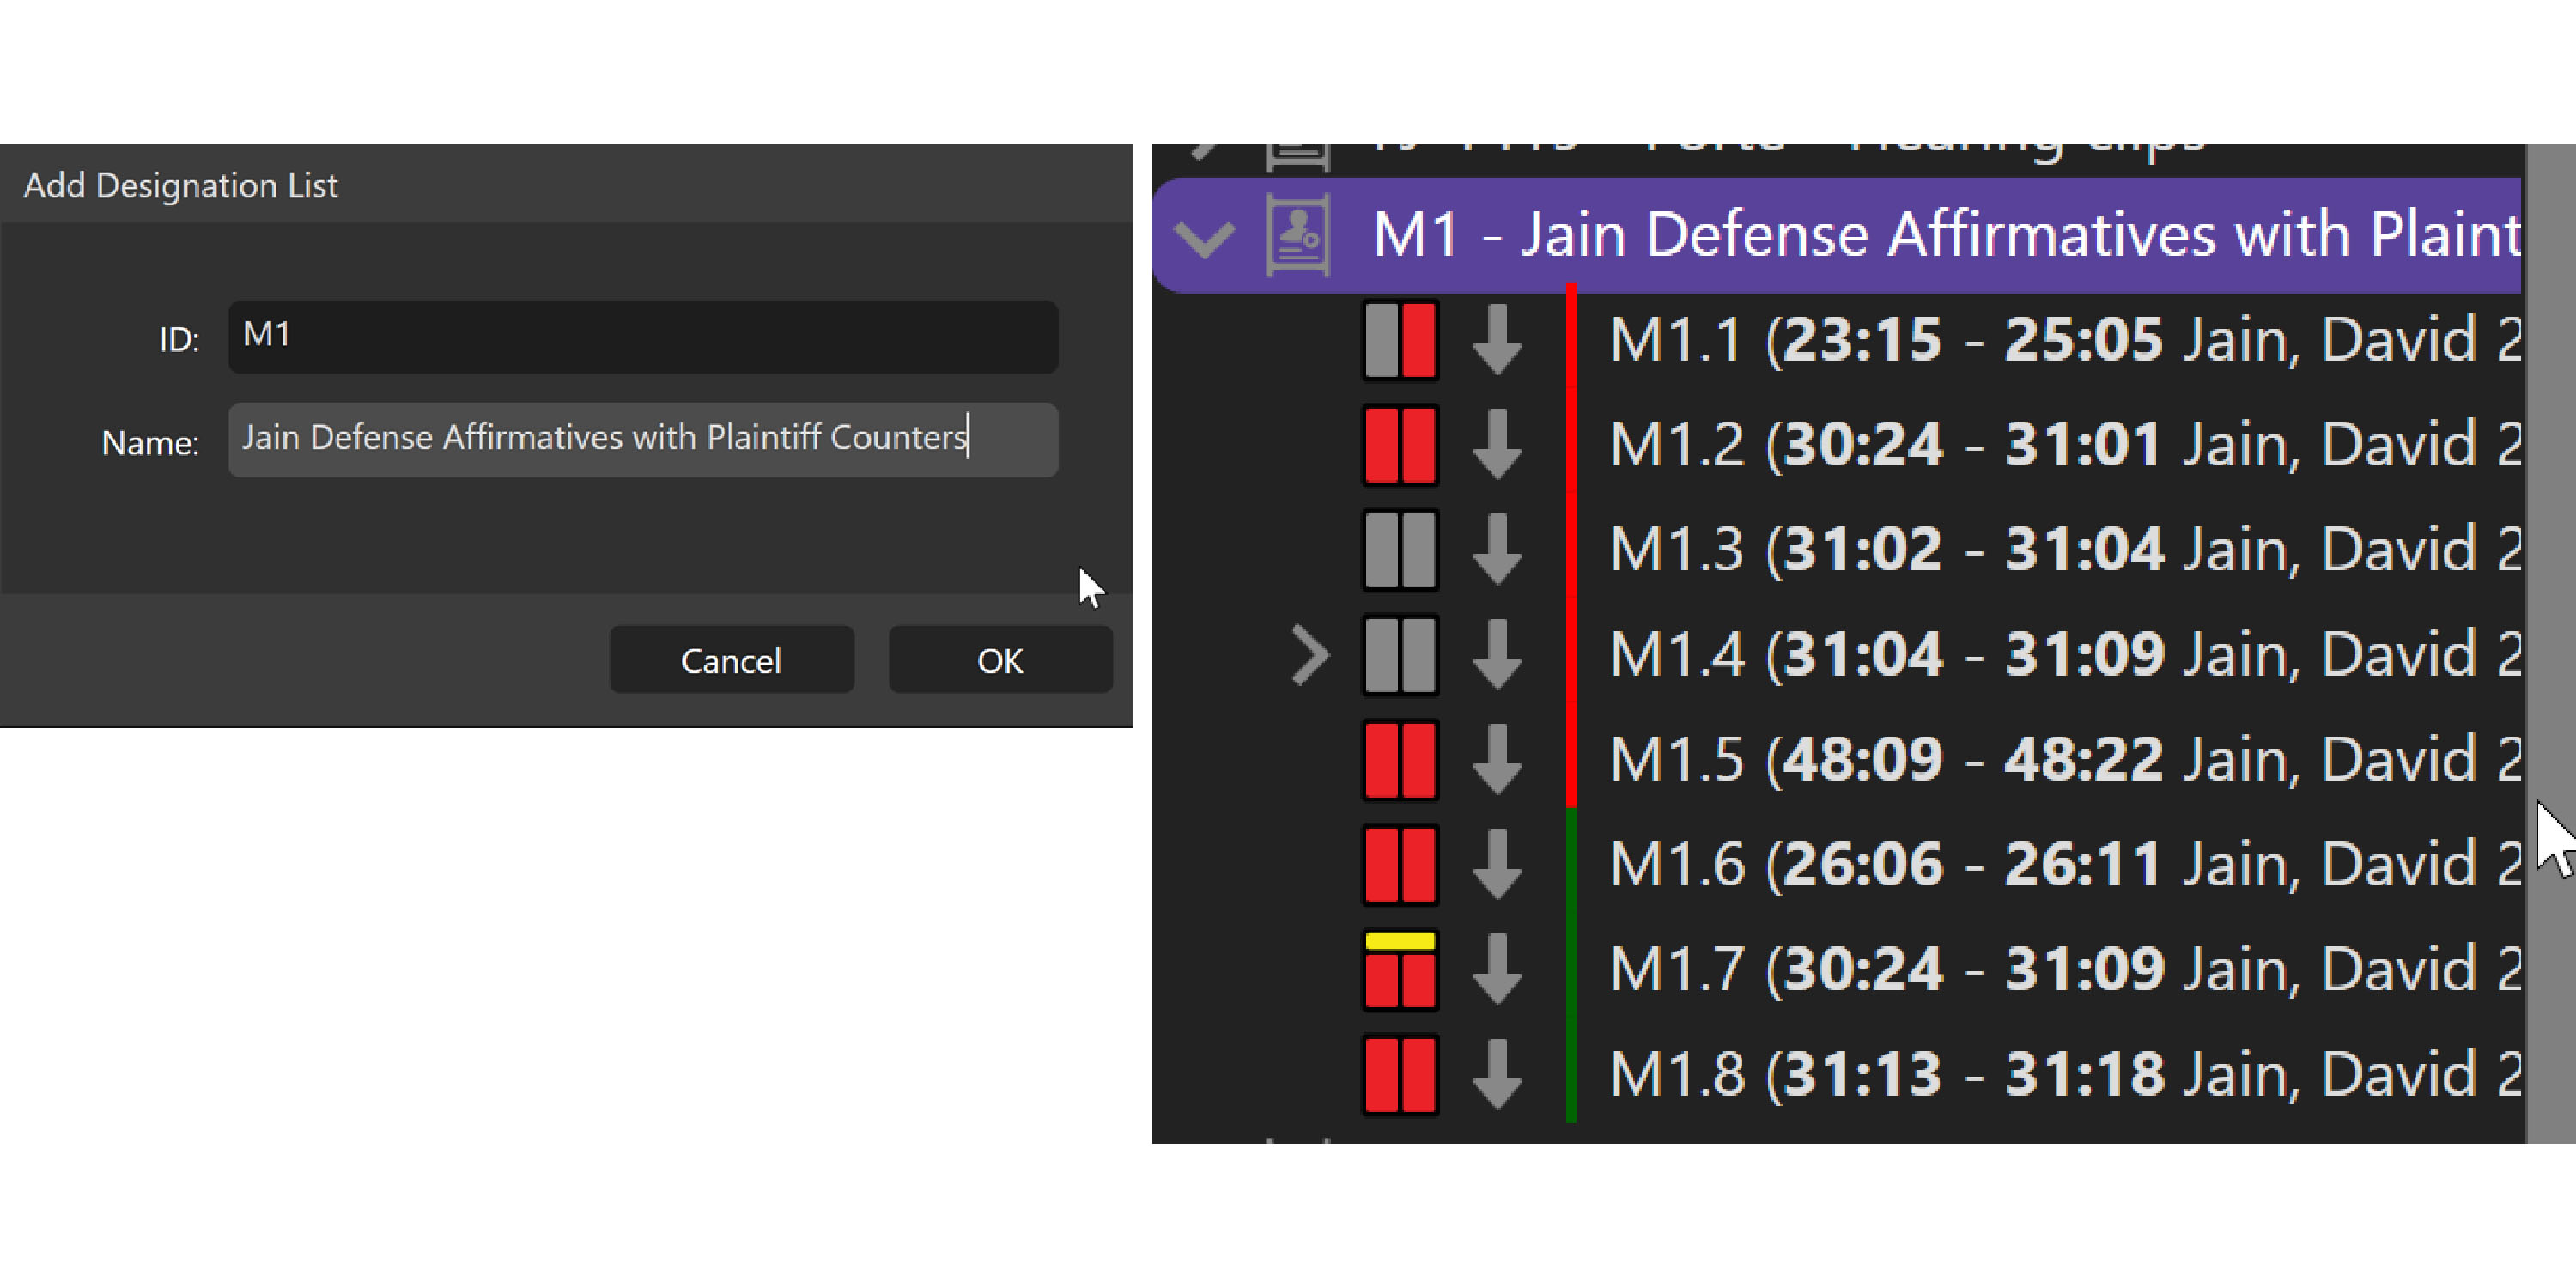 Add Designation List
ID: M1
Name: Jain Defense Affirmatives with Plaintiff Counters
Cancel OK
Hearing clips
M1 - Jain Defense Affirmatives with Plaint
M1.1 (23:15 - 25:05 Jain, David 2
M1.2 (30:24 - 31:01 Jain, David 2
M1.3 (31:02 - 31:04 Jain, David 2
M1.4 (31:04 - 31:09 Jain, David 2
M1.5 (48:09 - 48:22 Jain, David 2
M1.6 (26:06 - 26:11 Jain, David 2
M1.7 (30:24 - 31:09 Jain, David 2
M1.8 (31:13 - 31:18 Jain, David 2